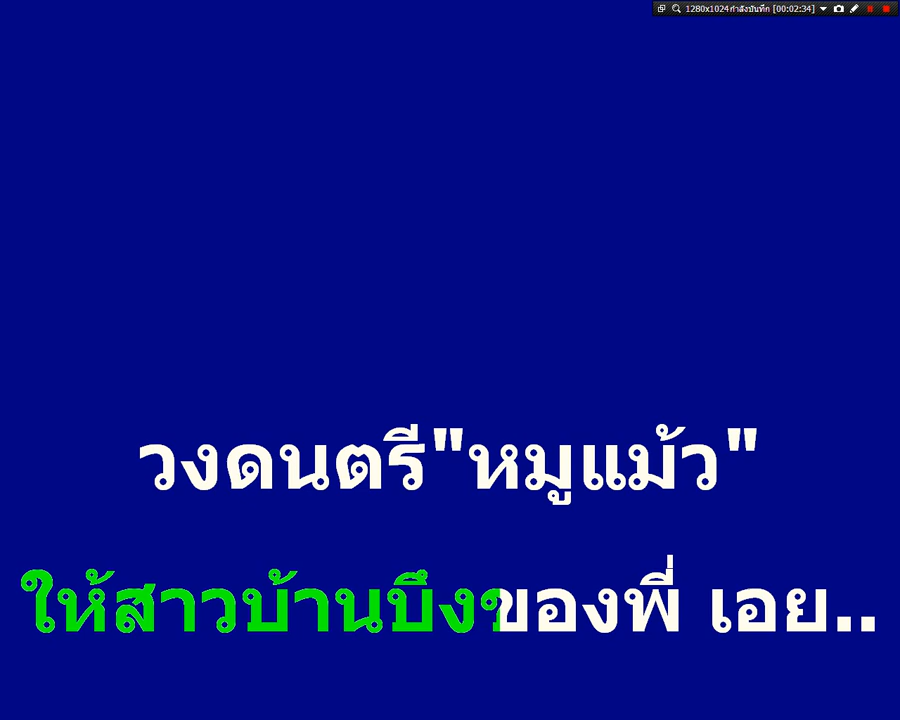 1280x1024กำลังบันทึก [00:02:34]
วงดนตรี"หมูแม้ว"
ให้สาวบ้านบึงของพี่ เอย..